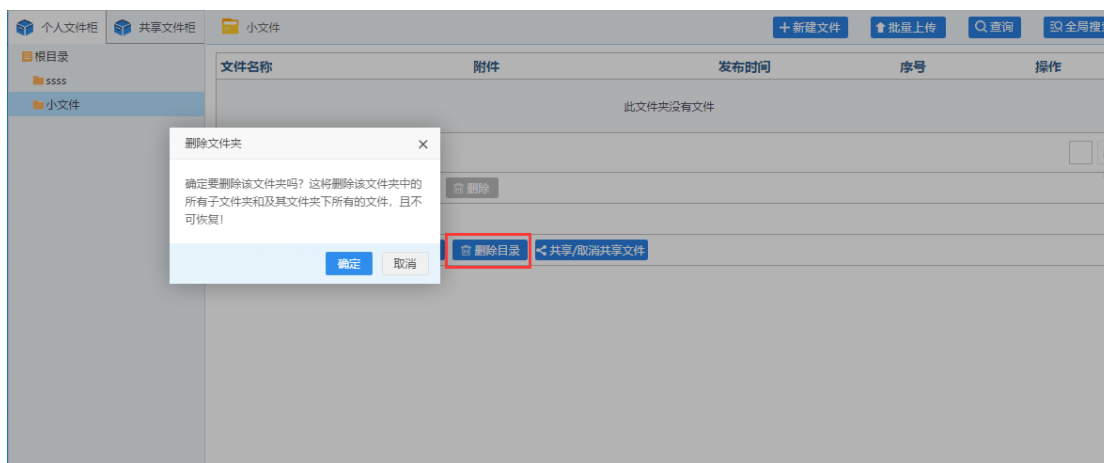 个人文件柜 共享文件柜 小文件 新建文件 批量上传 查询 全局搜
根目录
文件名称 附件 发布时间 序号 操作
ssss
小文件
此文件夹没有文件
删除文件夹
确定要删除该文件夹吗？这将删除该文件夹中的
所有子文件夹和及其文件夹下所有的文件，且不
可恢复!
删除
删除目录 共享/取消共享文件
确定 取消